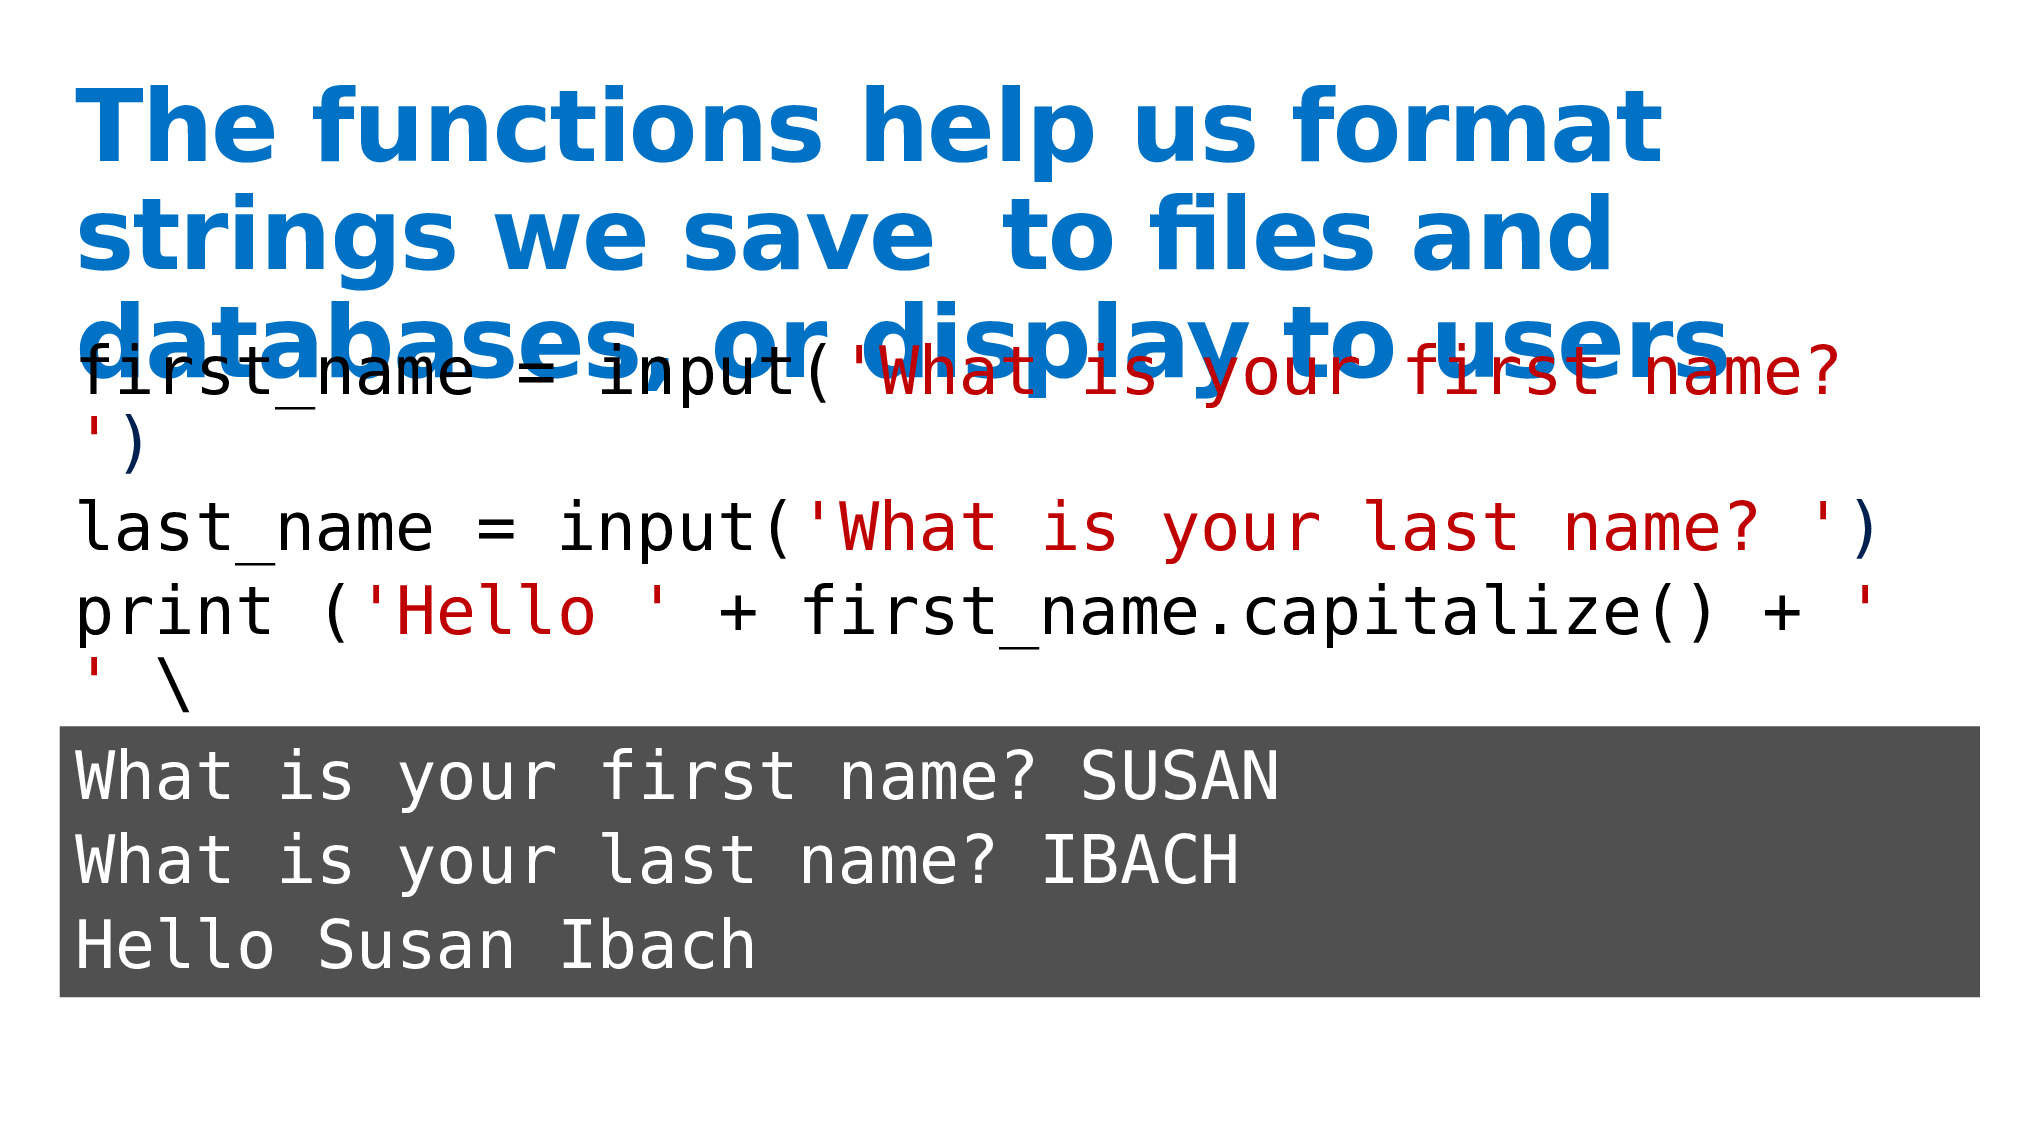 The functions help us format
strings we save  to files and
databases, or display to users
first_name = input('What is your first name?
')
last_name = input('What is your last name? ')
print ('Hello ' + first_name.capitalize() + '
' \
What is your first name? SUSAN
What is your last name? IBACH
Hello Susan Ibach